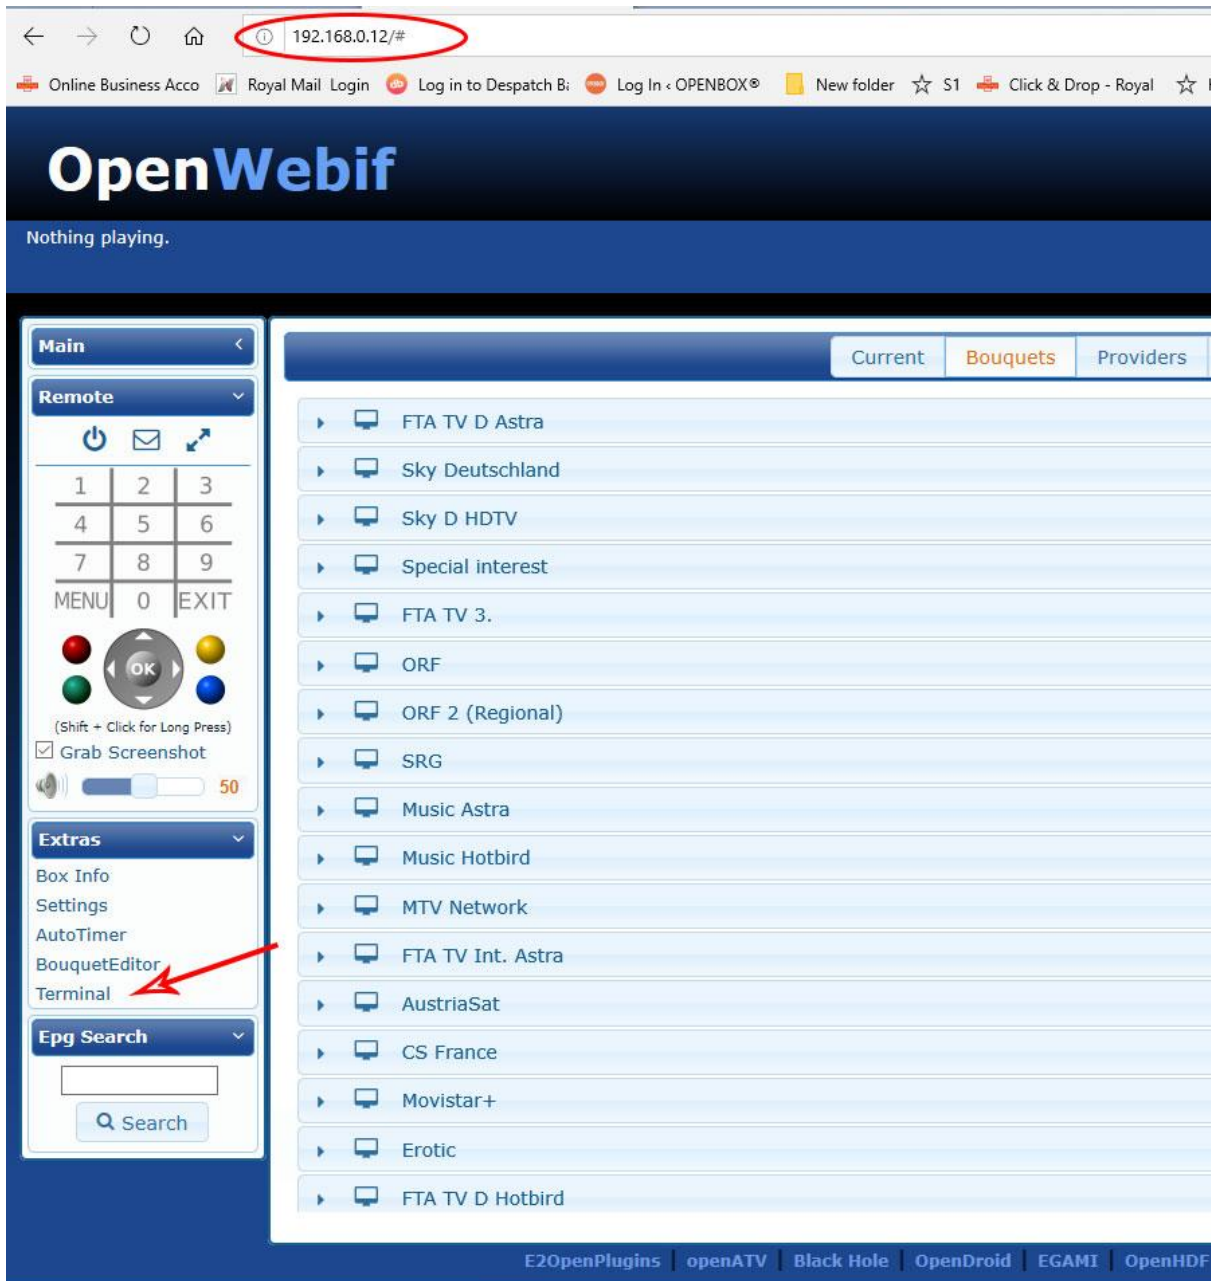 192.168.0.12/#
Online Business Acco Royal Mail Login Log in to Despatch Ba Log In ‹ OPENBOX® New folder S1 Click & Drop - Royal
OpenWebif
Nothing playing.
Main
Current Bouquets Providers
Remote
1 2 3
4 5 6
7 8 9
MENU 0 EXIT
OK
(Shift + Click for Long Press)
Grab Screenshot
50
Extras
Box Info
Settings
AutoTimer
BouquetEditor
Terminal
Epg Search
Search
FTA TV D Astra
Sky Deutschland
Sky D HDTV
Special interest
FTA TV 3.
ORF
ORF 2 (Regional)
SRG
Music Astra
Music Hotbird
MTV Network
FTA TV Int. Astra
AustriaSat
CS France
Movistar+
Erotic
FTA TV D Hotbird
E2OpenPlugins | openATV | Black Hole | OpenDroid | EGAMI | OpenHDF